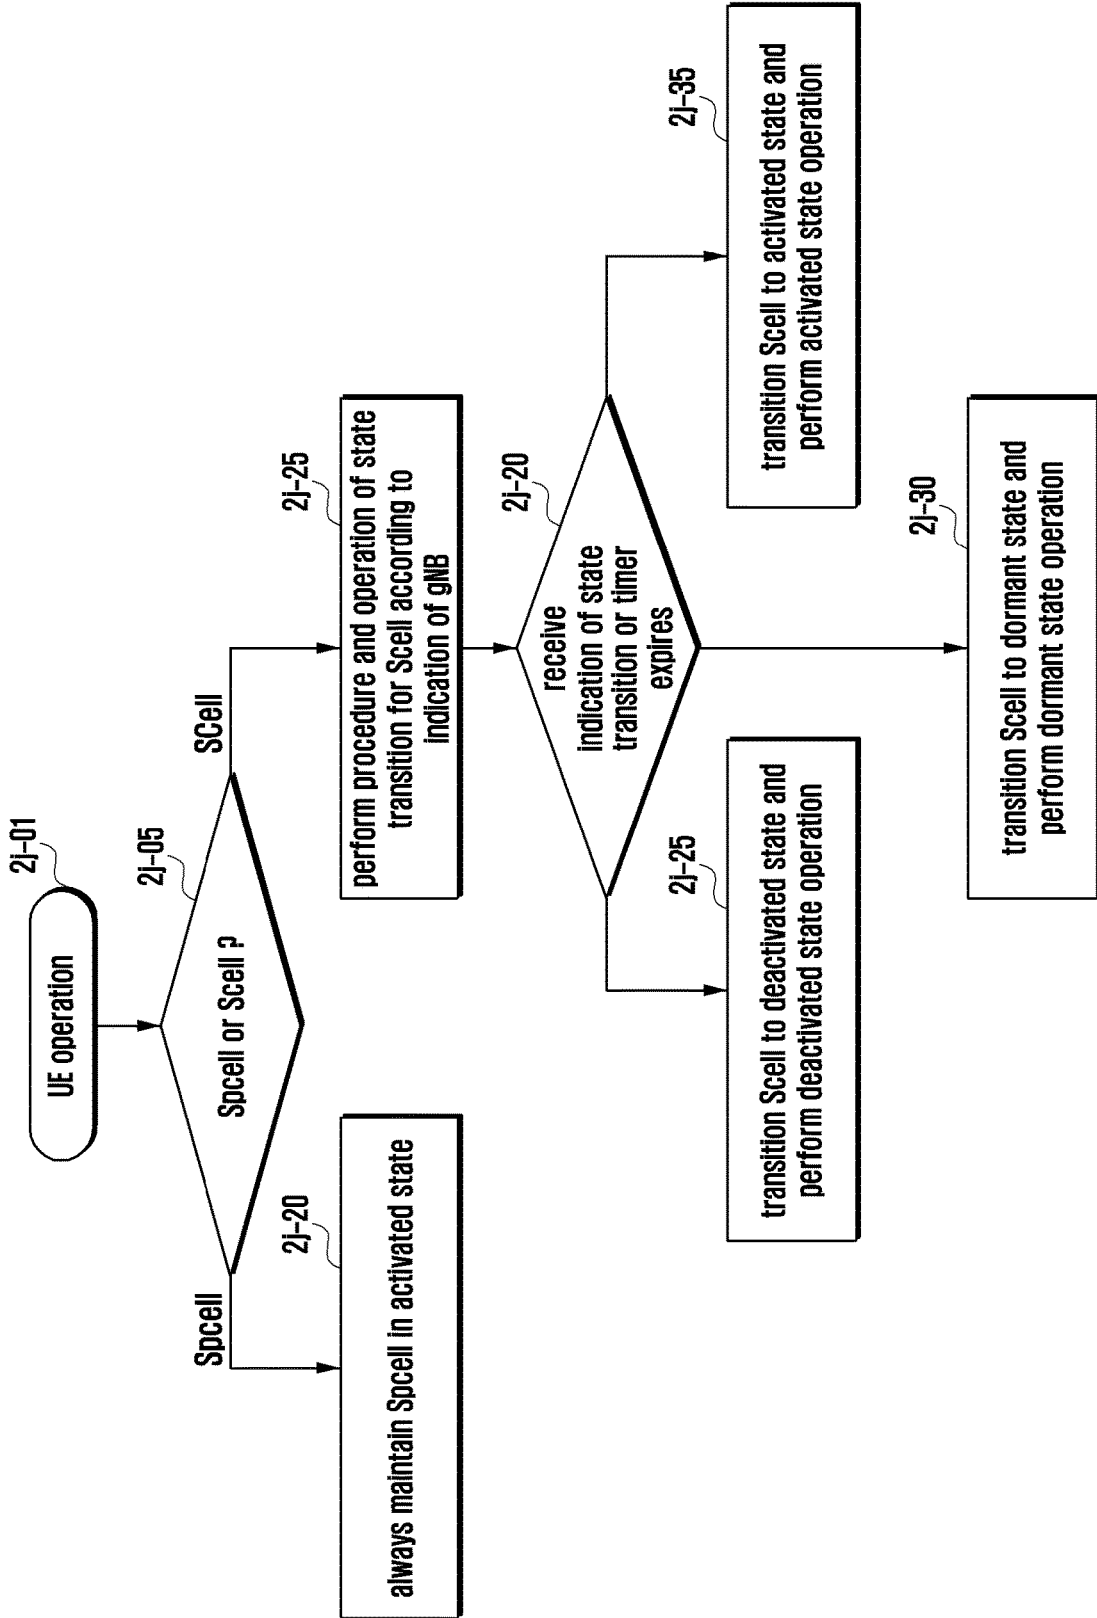 UE operation
2j-01
Spcell or Scell ?
2j-05
Spcell
SCell
always maintain Spcell in activated state
2j-20
perform procedure and operation of state
transition for Scell according to
indication of gNB
2j-25
receive
indication of state
transition or timer
expires
2j-20
transition Scell to deactivated state and
perform deactivated state operation
2j-25
transition Scell to dormant state and
perform dormant state operation
2j-30
transition Scell to activated state and
perform activated state operation
2j-35